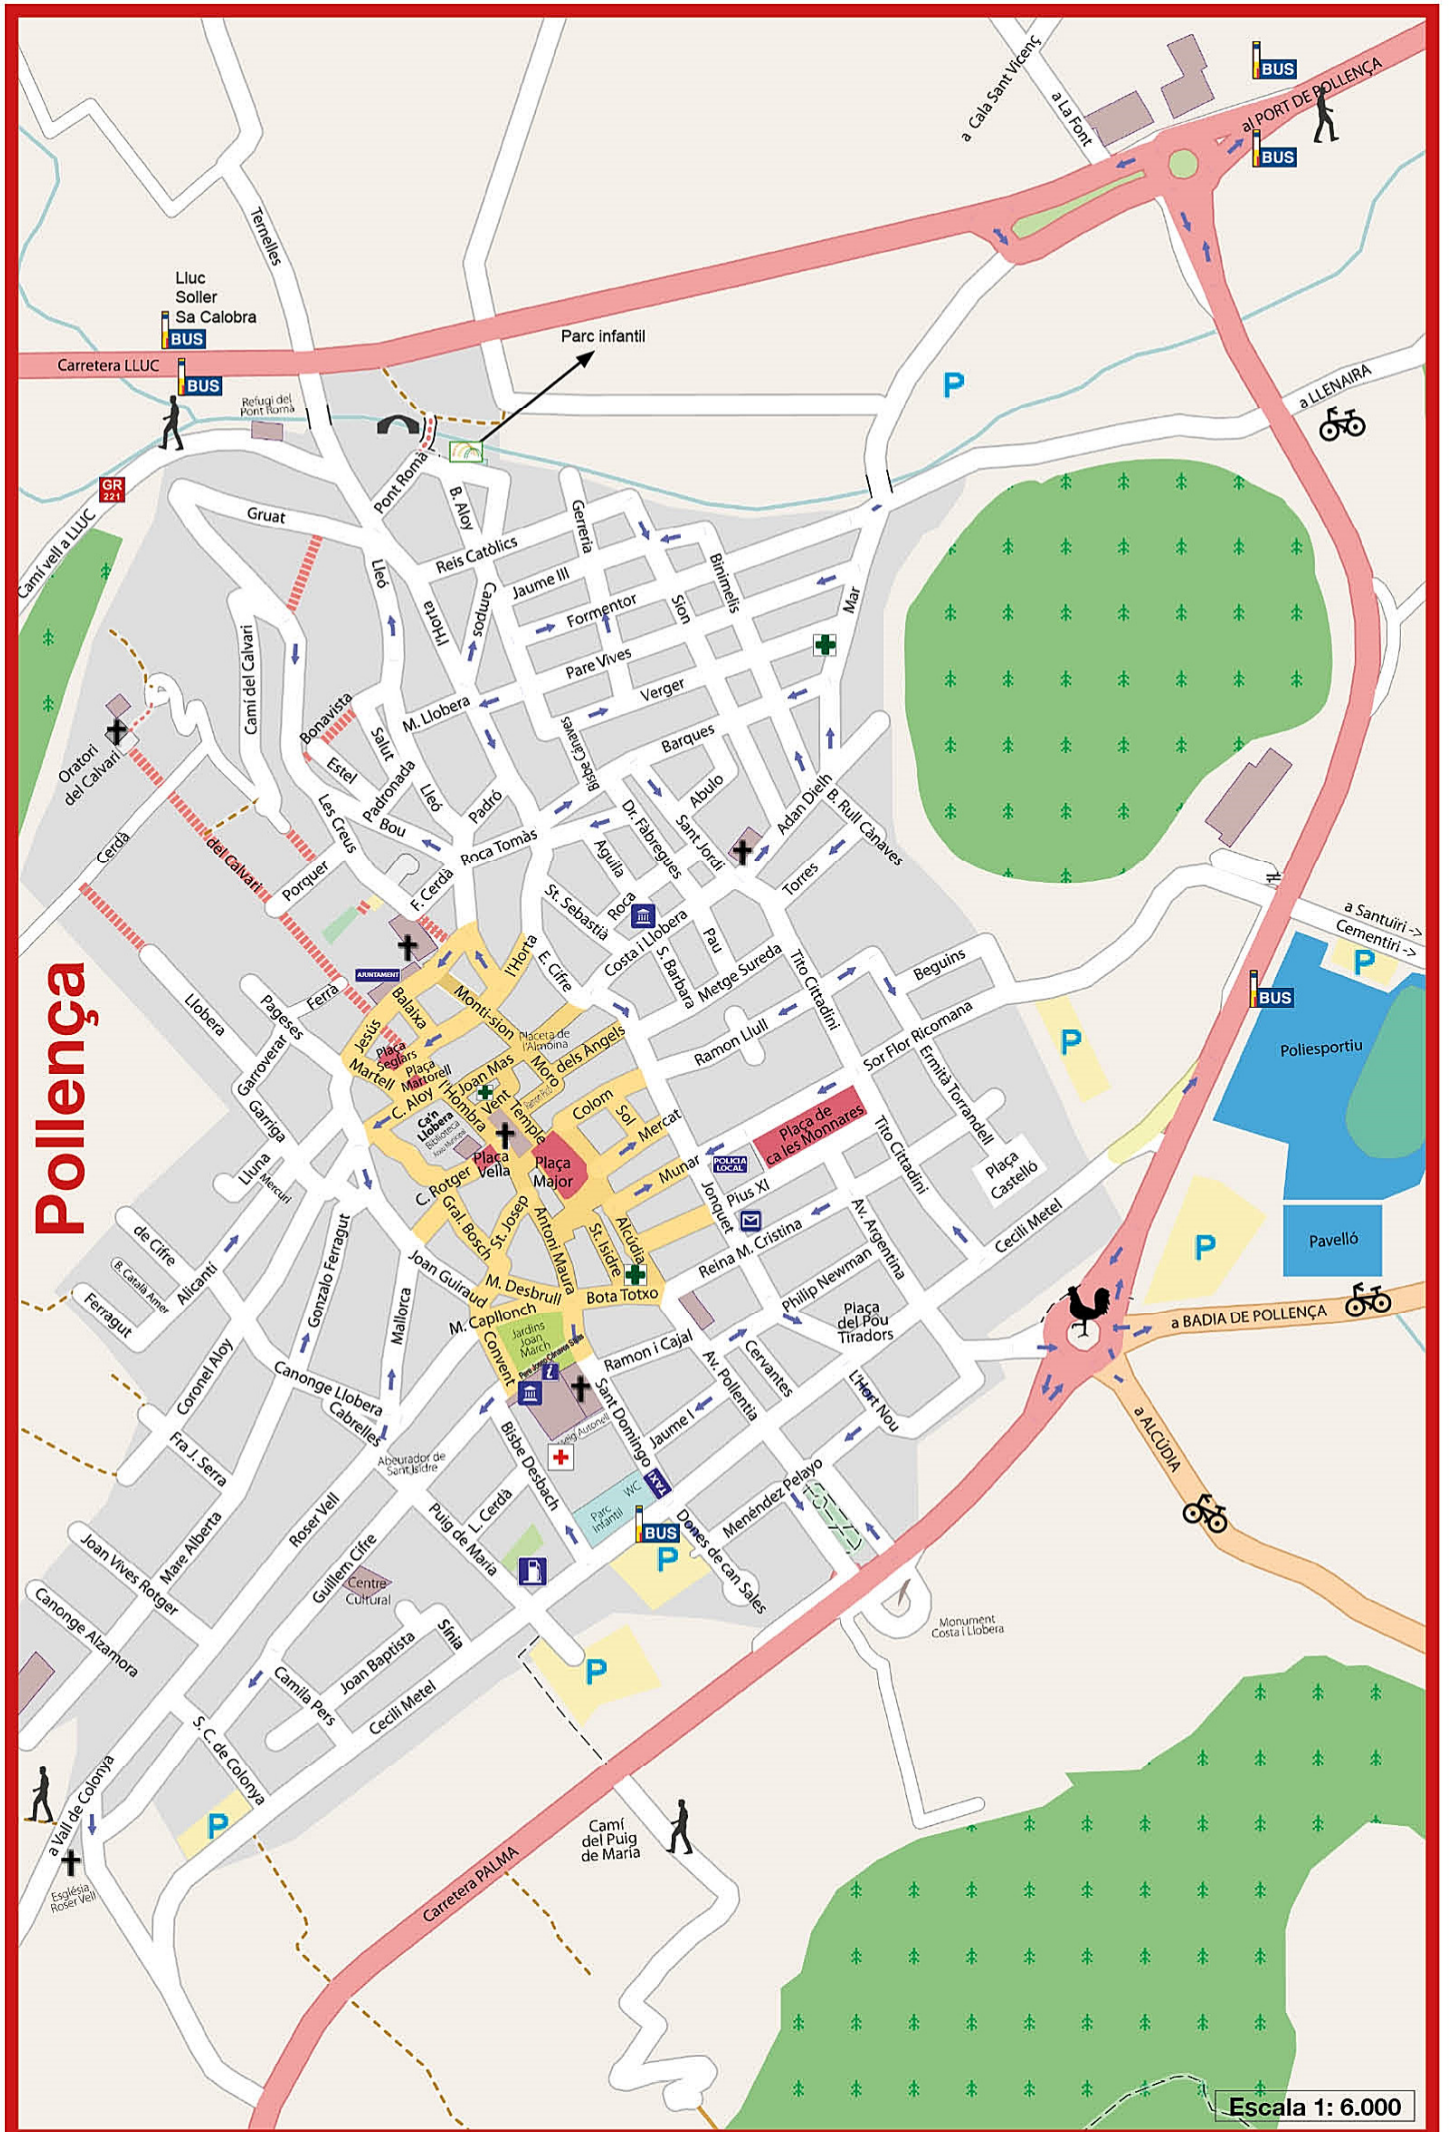 Pollença
a Cala Sant Vicenç
a La Font
BUS
al PORT DE POLLENÇA
BUS
Ternelles
Lluc
Soller
Sa Calobra
BUS
Carretera LLUC
BUS
Parc infantil
Refugi del
Pont Romà
P
a LLENAIRA
GR
221
Camí vell a LLUC
Pont Romà
B. Aloy
Gerreria
Gruat
Reis Catòlics
Lleó
l'Horta
Campos
Jaume III
Formentor
Sion
Binimelis
Mar
Pare Vives
Verger
M. Llobera
Camí del Calvari
Bonavista
Salut
Estel
Padronada
Lleó
Bisbe Cànaves
Barques
Abulo
Oratori
del Calvari
Les Creus
Bou
Padró
Roca Tomàs
Dr. Fàbregues
Sant Jordi
Adan Dielh
B. Rull Cànaves
Cerdà
del Calvari
Porquer
F. Cerdà
Aguila
St. Sebastià
Roca
Costa i Llobera
Torres
AJUNTAMENT
l'Horta
E. Cifre
S. Barbara
Pau
Metge Sureda
Tito Cittadini
Beguins
a Santuïri ->
Cementiri ->
P
Llobera
Pageses
Ferrà
Balaixa
Monti-sion
Jesús
Plaça
Seglars
Placeta de
l'Almoina
dels Angels
Ramon Llull
Sor Flor Ricomana
BUS
P
Poliesportiu
Garroverar
Martell
Plaça
Martorell
Joan Mas
Moro
C. Aloy
l'Hombra
Vent
Temple
Ca'n
Llobera
Biblioteca
Colom
Sol
Mercat
Plaça de
ca les Monnares
Ermità Torrandell
Garriga
Lluna
Mercuri
Plaça
Vella
Plaça
Major
Munar
POLICIA
LOCAL
Tito Cittadini
Plaça
Castelló
C. Rotger
Gral. Bosch
St. Josep
Antoni Maura
St. Isidre
Alcúdia
Jonquet
Pius XI
Reina M. Cristina
Av. Argentina
Cecili Metel
P
Pavelló
de Cifre
B. Català Amer
Alicanti
Ferragut
Gonzalo Ferragut
Joan Guiraud
M. Desbrull
Bota Totxo
Philip Newman
Plaça
del Pou
Tiradors
a BADIA DE POLLENÇA
Mallorca
M. Capllonch
Jardins
Joan
March
Convent
Ramon i Cajal
Coronel Aloy
Canonge Llobera
Cabrelles
Sant Domingo
Av. Pollentia
Cervantes
L'Hort Nou
a ALCÚDIA
Jaume I
Fra J. Serra
Abeurador de
Sant Isidre
Bisbe Desbach
WC
TAXI
Parc
Infantil
BUS
P
Menéndez Pelayo
Dones de can Sales
Roser Vell
L. Cerdà
Puig de Maria
Mare Alberta
Joan Vives Rotger
Guillem Cifre
Centre
Cultural
Canonge Alzamora
Sínia
Joan Baptista
Camila Pers
Cecili Metel
P
Monument
Costa i Llobera
S. C. de Colonya
P
a Vall de Colonya
Església
Roser Vell
Camí
del Puig
de Maria
Carretera PALMA
Escala 1: 6.000